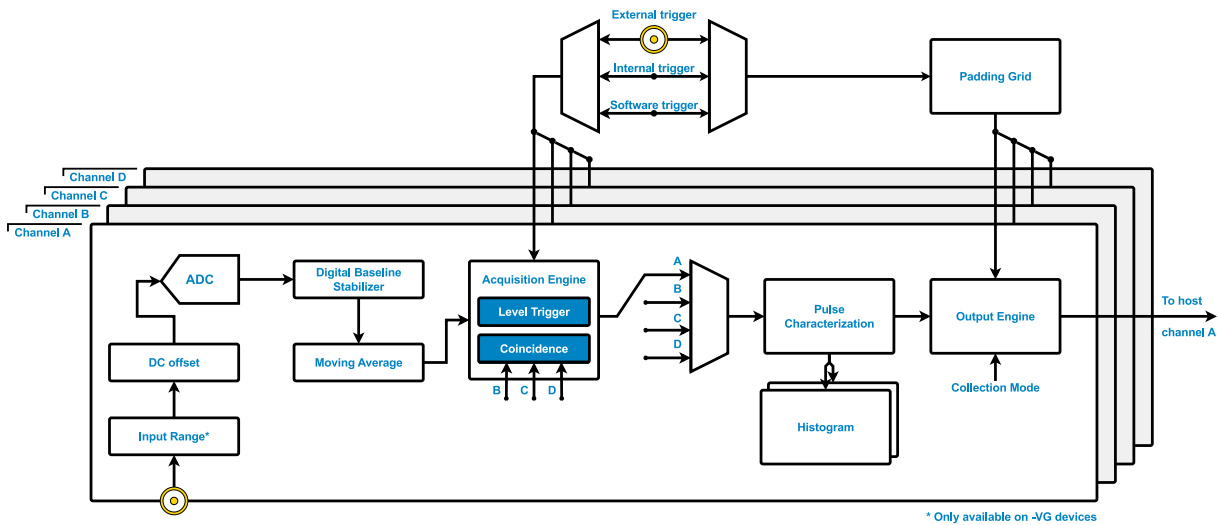 External trigger
Internal trigger
Software trigger
Padding Grid
Channel D
Channel C
Channel B
Channel A
ADC
Digital Baseline
Stabilizer
Acquisition Engine
Level Trigger
Coincidence
B
C
D
A
B
C
D
Pulse
Characterization
Output Engine
To host
channel A
DC offset
Moving Average
Collection Mode
Input Range*
Histogram
* Only available on -VG devices